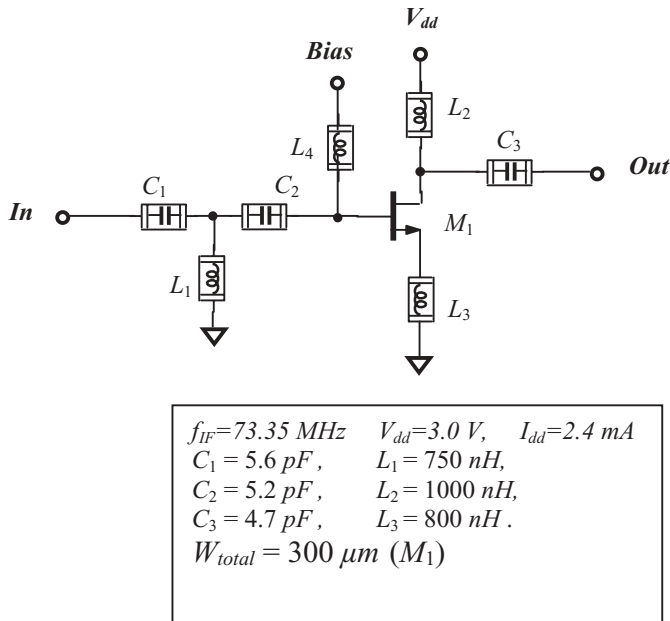 V_dd
Bias
L_2
L_4
C_3
Out
C_1
C_2
In
M_1
L_1
L_3
f_IF=73.35 MHz V_dd=3.0 V, I_dd=2.4 mA
C_1 = 5.6 pF, L_1 = 750 nH,
C_2 = 5.2 pF, L_2 = 1000 nH,
C_3 = 4.7 pF, L_3 = 800 nH.
W_total = 300 μm (M_1)